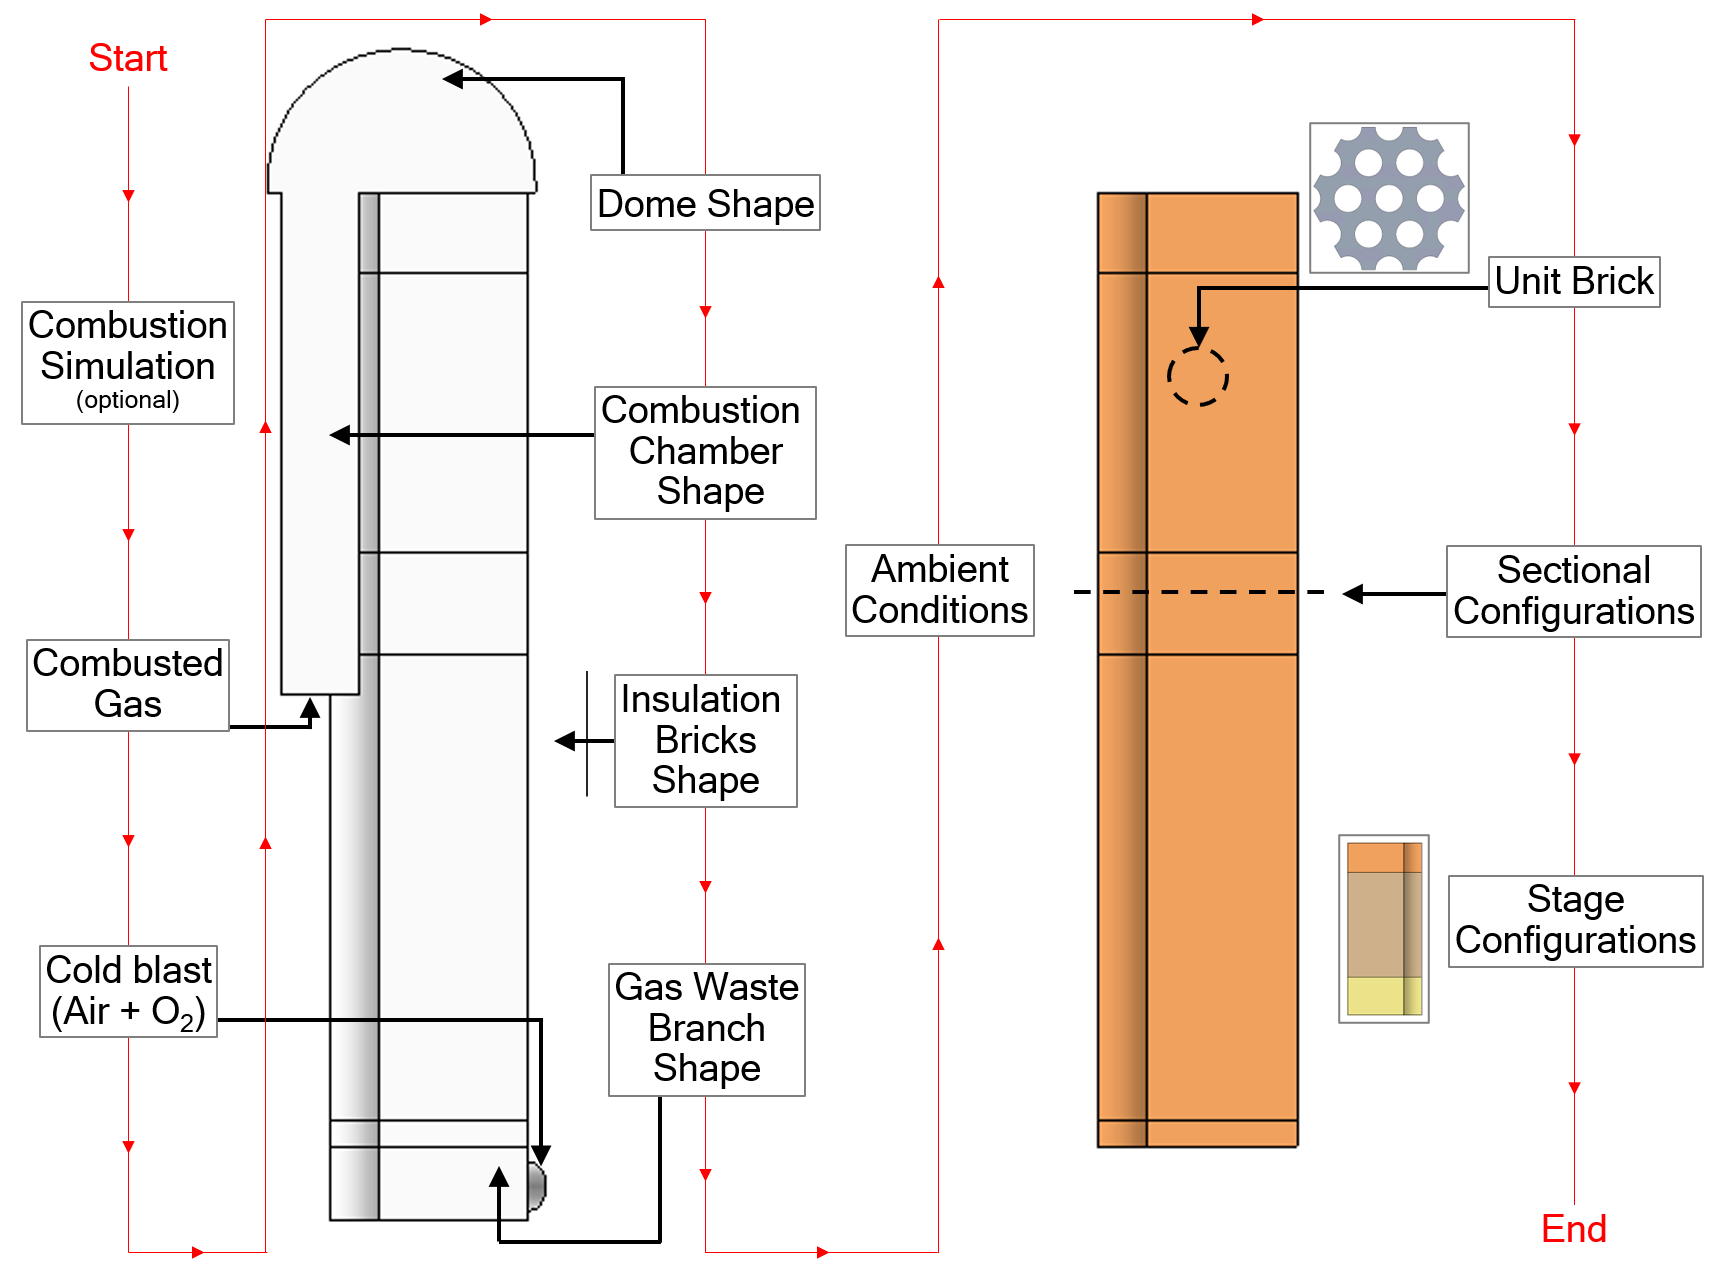 Start
Combustion
Simulation
(optional)
Combusted
Gas
Cold blast
(Air + O₂)
Dome Shape
Combustion
Chamber
Shape
Insulation
Bricks
Shape
Gas Waste
Branch
Shape
Ambient
Conditions
Unit Brick
Sectional
Configurations
Stage
Configurations
End